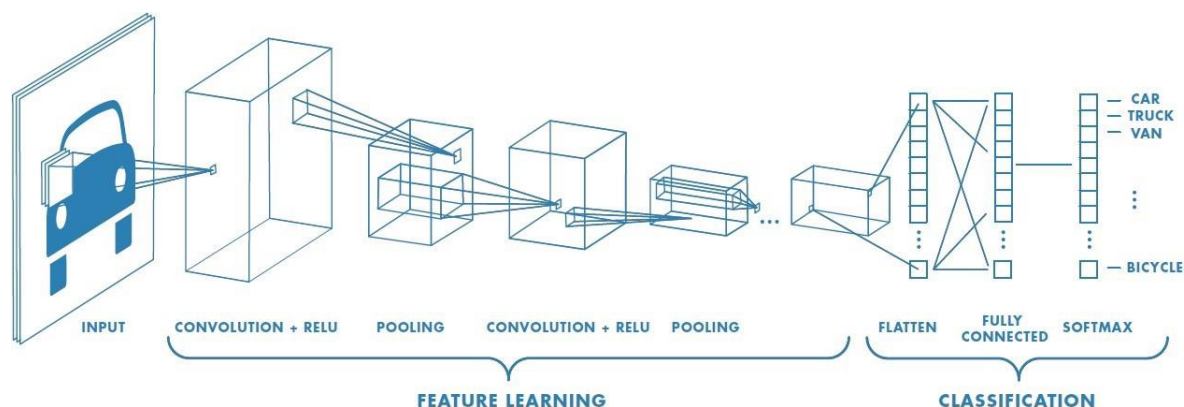 CAR
TRUCK
VAN
BICYCLE
INPUT
CONVOLUTION + RELU
POOLING
CONVOLUTION + RELU
POOLING
FLATTEN
FULLY
CONNECTED
SOFTMAX
FEATURE LEARNING
CLASSIFICATION